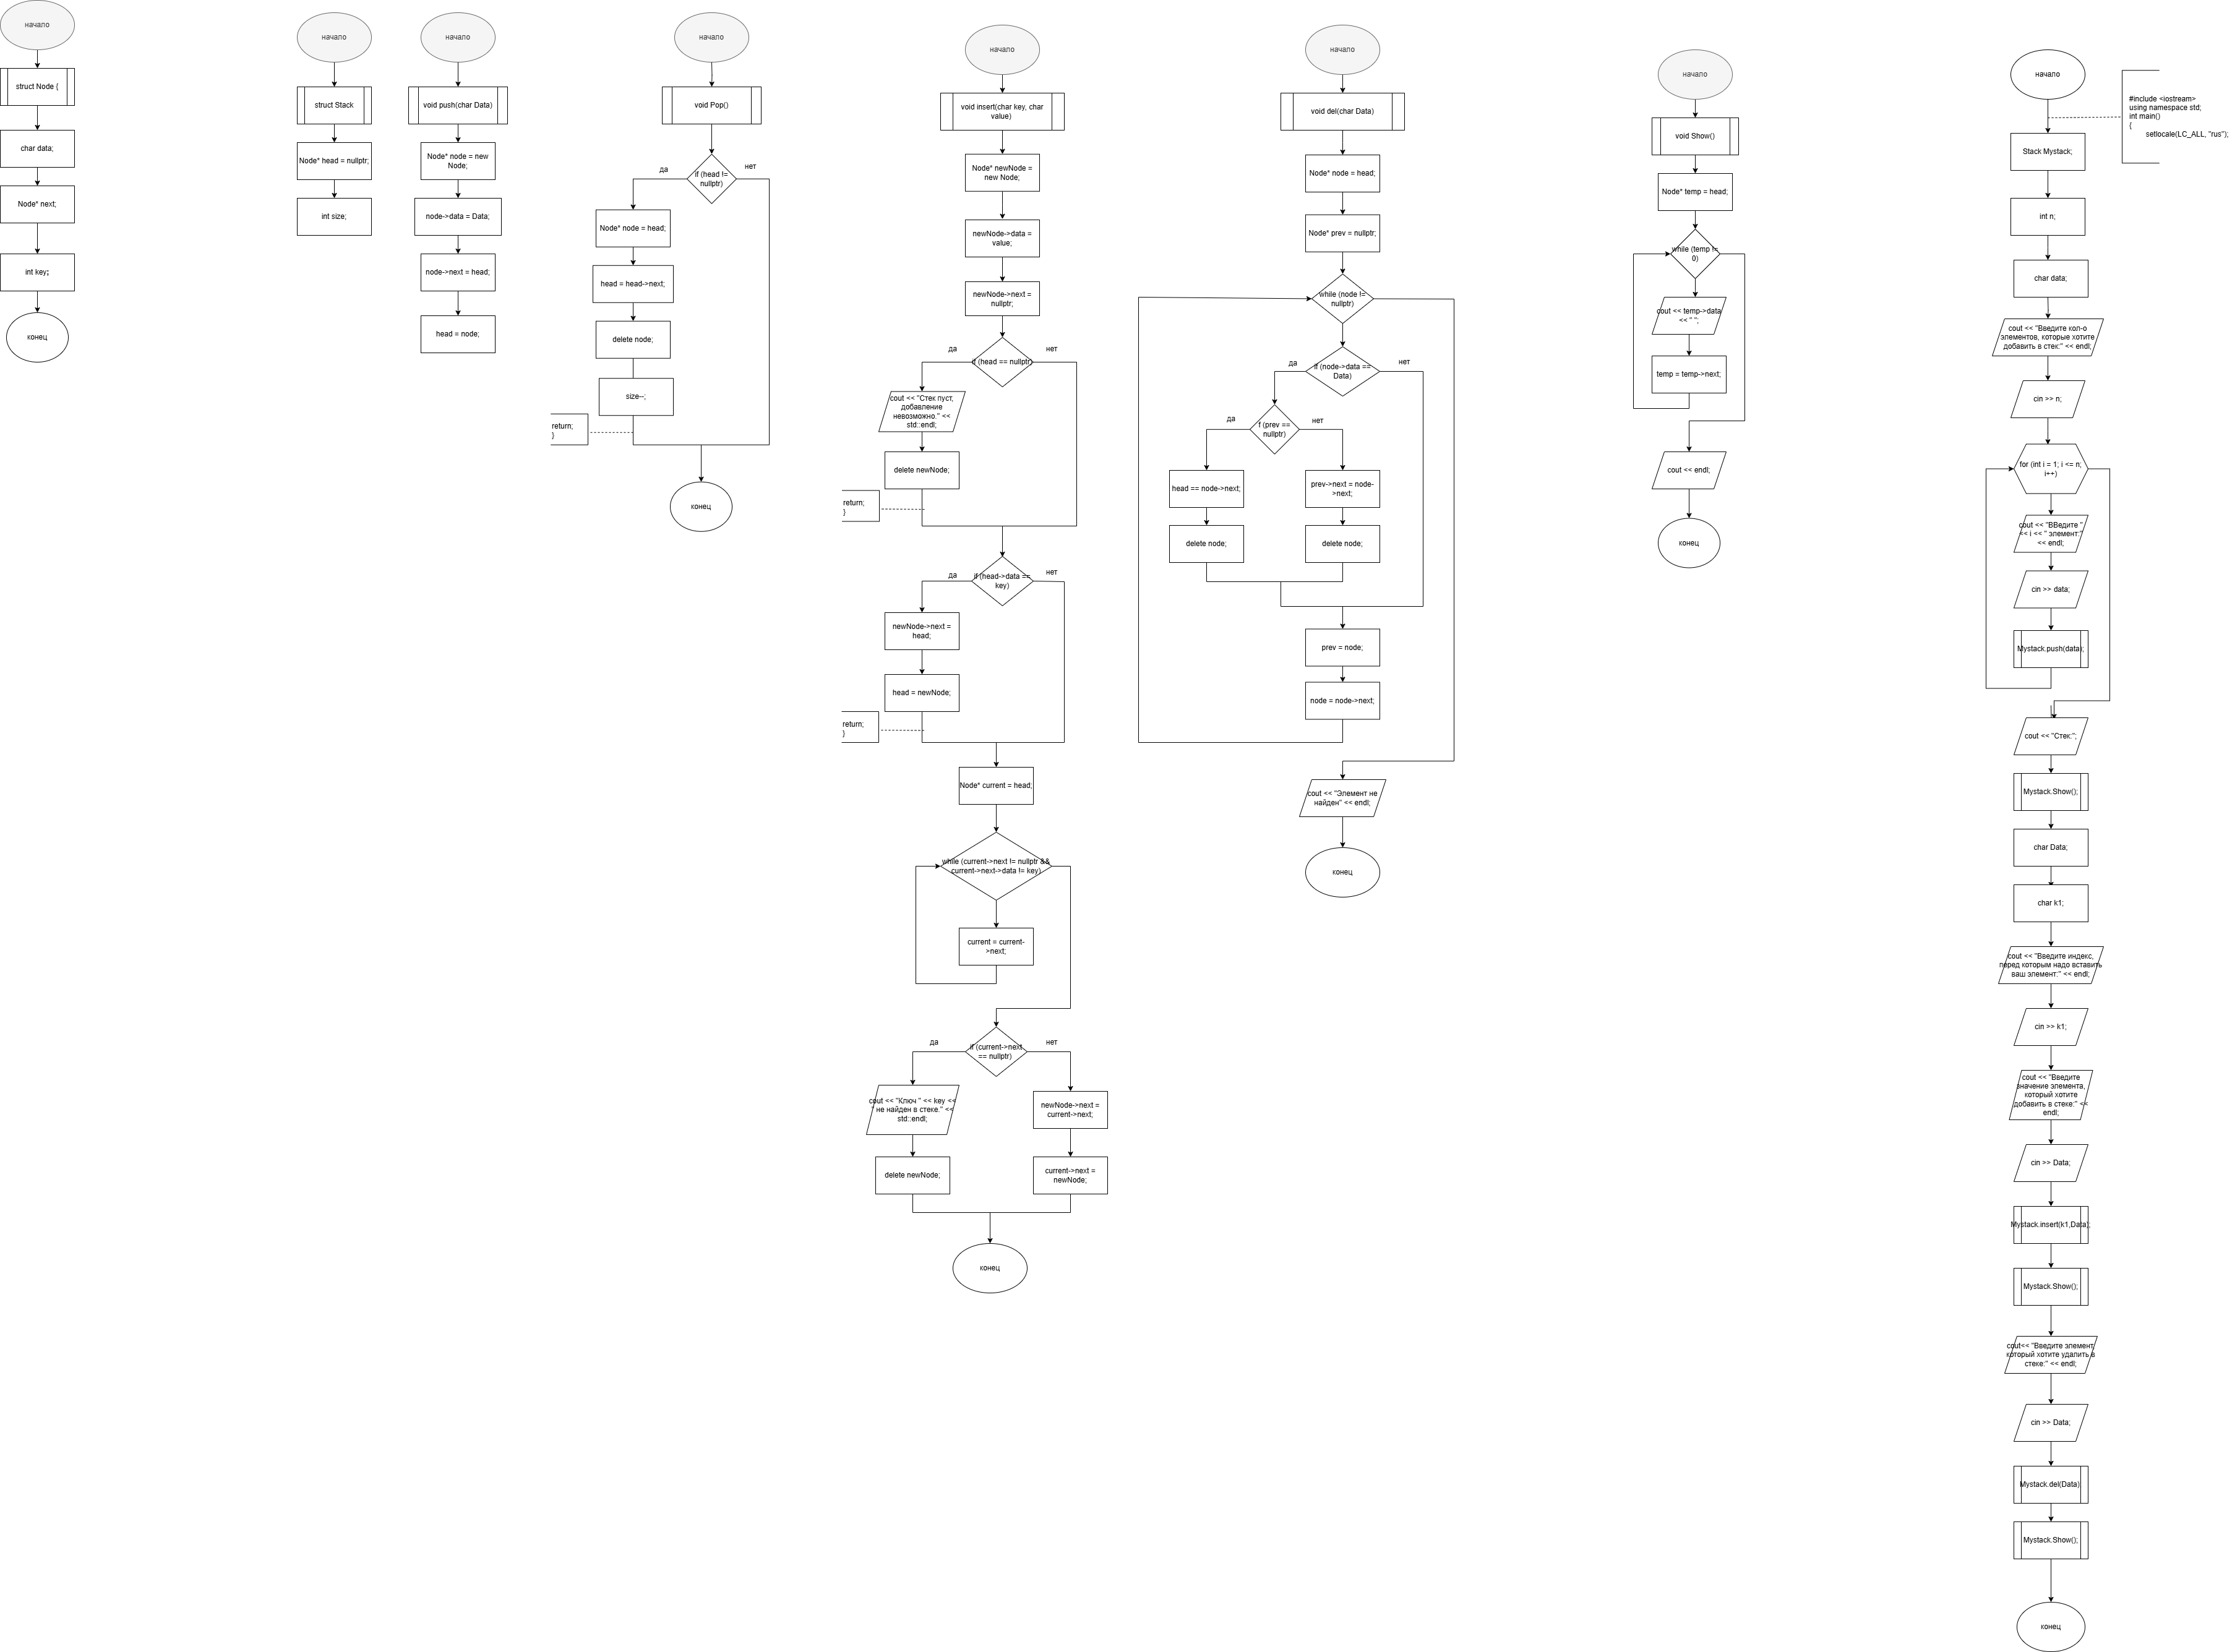 начало
struct Node {
char data;
Node* next;
int key;
конец
начало
struct Stack
Node* head = nullptr;
int size;
начало
void push(char Data)
Node* node = new
Node;
node->data = Data;
node->next = head;
head = node;
начало
void Pop()
if (head !=
nullptr)
да
нет
Node* node = head;
head = head->next;
delete node;
size--;
return;
}
конец
начало
void insert(char key, char
value)
Node* newNode =
new Node;
newNode->data =
value;
newNode->next =
nullptr;
if (head == nullptr)
да
нет
cout << "Стек пуст,
добавление
невозможно." <<
std::endl;
delete newNode;
return;
}
if (head->data ==
key)
да
нет
newNode->next =
head;
head = newNode;
return;
}
Node* current = head;
while (current->next != nullptr &&
current->next->data != key)
current = current-
>next;
if (current->next
== nullptr)
да
нет
cout << "Ключ " << key <<
" не найден в стеке." <<
std::endl;
delete newNode;
newNode->next =
current->next;
current->next =
newNode;
конец
начало
void del(char Data)
Node* node = head;
Node* prev = nullptr;
while (node !=
nullptr)
if (node->data ==
Data)
да
нет
f (prev ==
nullptr)
да
нет
head == node->next;
delete node;
prev->next = node-
>next;
delete node;
prev = node;
node = node->next;
cout << "Элемент не
найден" << endl;
конец
начало
void Show()
Node* temp = head;
while (temp !=
0)
cout << temp->data
<< " ";
temp = temp->next;
cout << endl;
конец
начало
#include <iostream>
using namespace std;
int main()
{
setlocale(LC_ALL, "rus");
Stack Mystack;
int n;
char data;
cout << "Введите кол-о
элементов, которые хотите
добавить в стек:" << endl;
cin >> n;
for (int i = 1; i <= n;
i++)
cout << "ВВедите "
<< i << " элемент:"
<< endl;
cin >> data;
Mystack.push(data);
cout << "Стек:";
Mystack.Show();
char Data;
char k1;
cout << "Введите индекс,
перед которым надо вставить
ваш элемент:" << endl;
cin >> k1;
cout << "Введите
значение элемента,
который хотите
добавить в стеке:" <<
endl;
cin >> Data;
Mystack.insert(k1,Data);
Mystack.Show();
cout<< "Введите элемент,
который хотите удалить в
стеке:" << endl;
cin >> Data;
Mystack.del(Data)
Mystack.Show();
конец